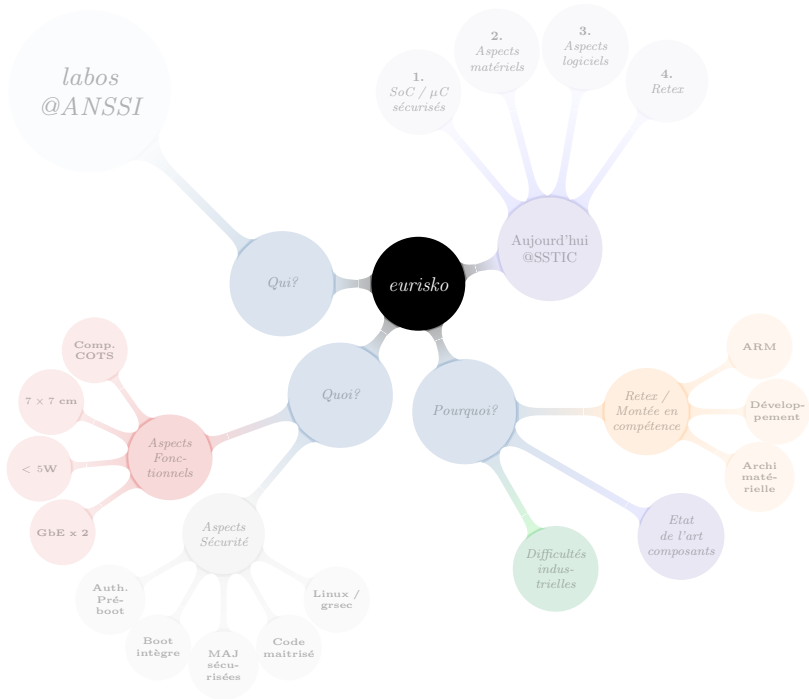 labos
@ANSSI
1.
SoC / µC
sécurisés
2.
Aspects
matériels
3.
Aspects
logiciels
4.
Retex
Aujourd'hui
@SSTIC
Qui?
eurisko
Quoi?
Pourquoi?
Comp.
COTS
7 × 7 cm
< 5W
GbE x 2
Aspects
Fonc-
tionnels
Aspects
Sécurité
Auth.
Pré-
boot
Boot
intègre
MAJ
sécu-
risées
Code
maitrisé
Linux /
grsec
Retex /
Montée en
compétence
ARM
Dévelop-
pement
Archi
maté-
rielle
Etat
de l'art
composants
Difficultés
indus-
trielles